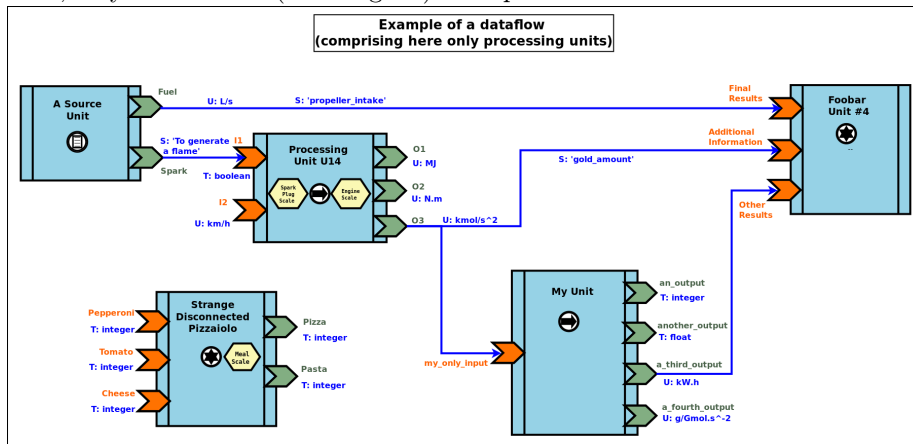 Example of a dataflow
(comprising here only processing units)
A Source
Unit
Fuel
U: L/s
S: 'propeller_intake'
S: 'To generate
a flame'
Spark
Final
Results
Additional
Information
Other
Results
Foobar
Unit #4
...
I1
T: boolean
I2
U: km/h
Processing
Unit U14
Spark
Plug
Scale
Engine
Scale
O1
U: MJ
O2
U: N.m
O3
U: kmol/s^2
S: 'gold_amount'
Pepperoni
T: integer
Tomato
T: integer
Cheese
T: integer
Strange
Disconnected
Pizzaiolo
Meal
Scale
Pizza
T: integer
Pasta
T: integer
my_only_input
My Unit
an_output
T: integer
another_output
T: float
a_third_output
U: kW.h
a_fourth_output
U: g/Gmol.s^-2